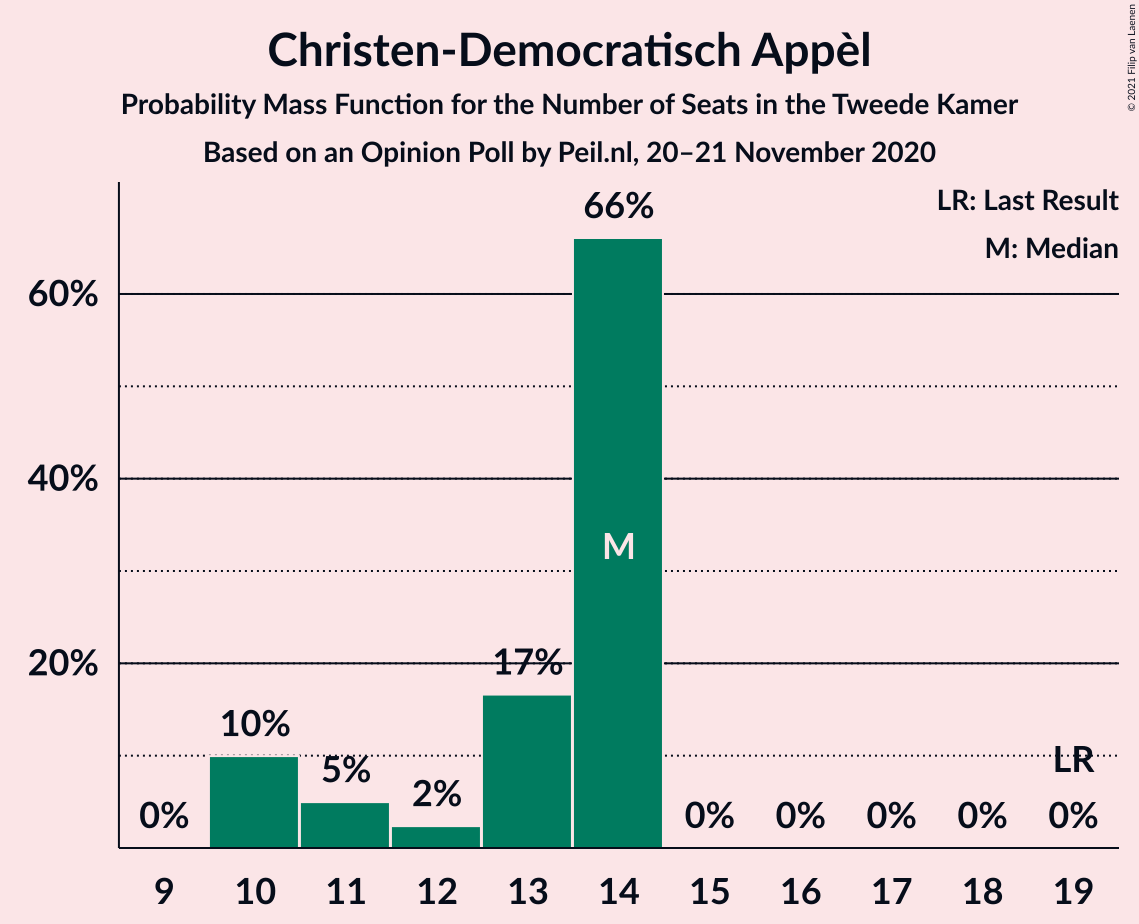 Christen-Democratisch Appèl
Probability Mass Function for the Number of Seats in the Tweede Kamer
Based on an Opinion Poll by Peil.nl, 20–21 November 2020
© 2021 Filip van Laenen
LR: Last Result
M: Median
66%
60%
40%
M
20%
17%
10%
5%
2%
LR
0%
0%
0%
0%
0%
0%
9 10 11 12 13 14 15 16 17 18 19